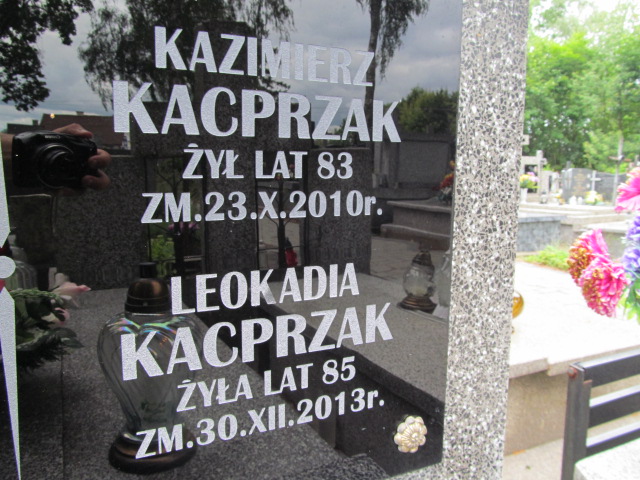 KAZIMIERZ
KACPRZAK
ŻYŁ LAT 83
ZM.23.X.2010r.
LEOKADIA
KACPRZAK
ŻYŁA LAT 85
ZM.30.XII.2013r.